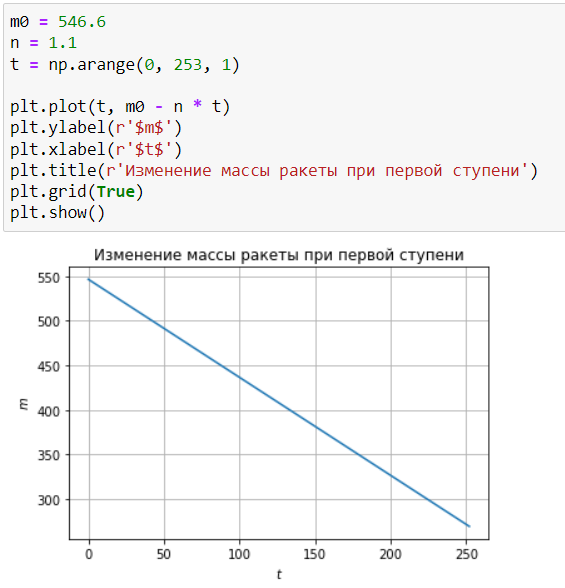 m0 = 546.6
n = 1.1
t = np.arange(0, 253, 1)
plt.plot(t, m0 - n * t)
plt.ylabel(r'$m$')
plt.xlabel(r'$t$')
plt.title(r'Изменение массы ракеты при первой ступени')
plt.grid(True)
plt.show()
Изменение массы ракеты при первой ступени
550
500
450
400
350
300
m
0 50 100 150 200 250
t